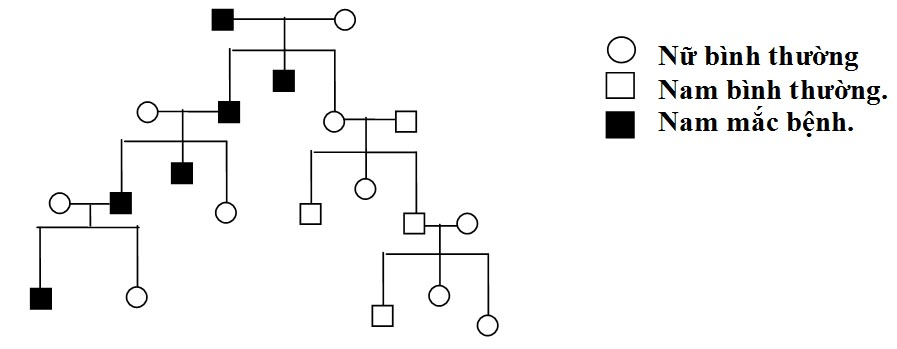 Nữ bình thường
Nam bình thường.
Nam mắc bệnh.